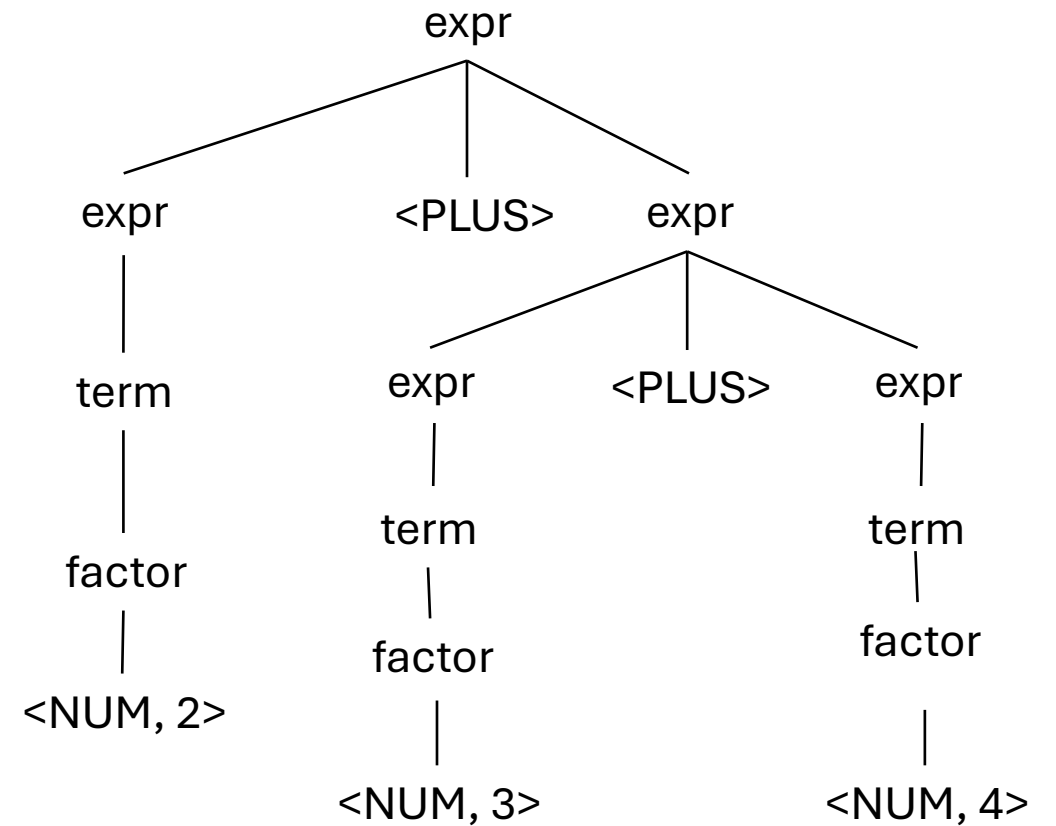 expr
expr <PLUS> expr
expr <PLUS> expr
term
term term
factor
factor
factor
<NUM, 2>
<NUM, 3> <NUM, 4>